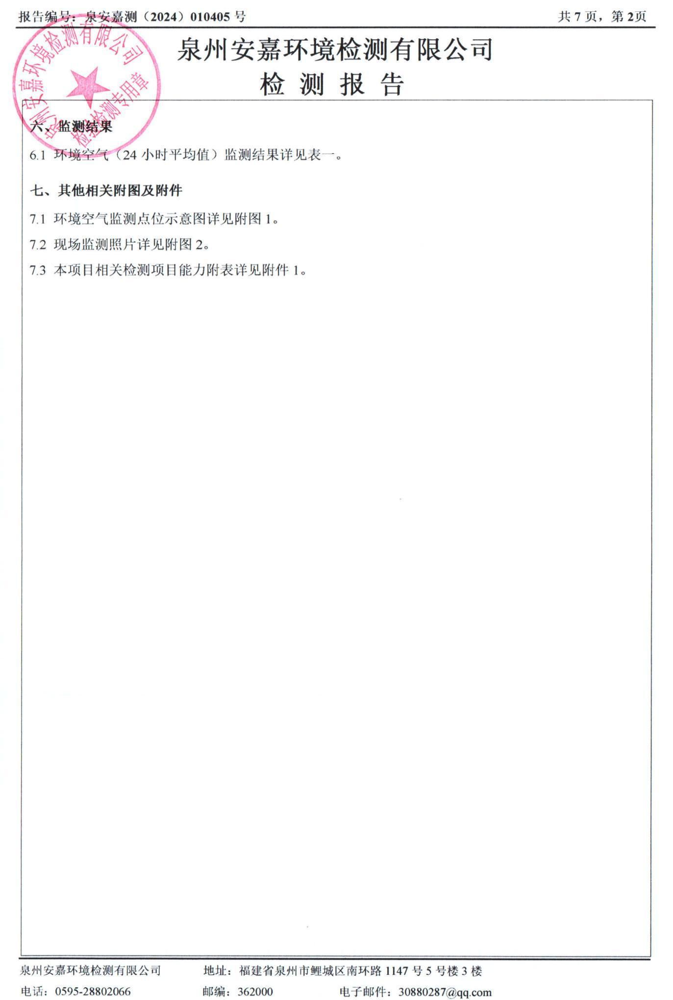 报告编号：泉安嘉测（2024）010405 号
共 7 页，第 2页
泉州安嘉环境检测有限公司
检测报告
泉州安嘉环境检测有限公司
检验检测专用章
六、监测结果
6.1 环境空气（24 小时平均值）监测结果详见表一。
七、其他相关附图及附件
7.1 环境空气监测点位示意图详见附图 1。
7.2 现场监测照片详见附图 2。
7.3 本项目相关检测项目能力附表详见附件 1。
泉州安嘉环境检测有限公司 地址：福建省泉州市鲤城区南环路 1147 号 5 号楼 3 楼
电话：0595-28802066 邮编：362000 电子邮件：30880287@qq.com